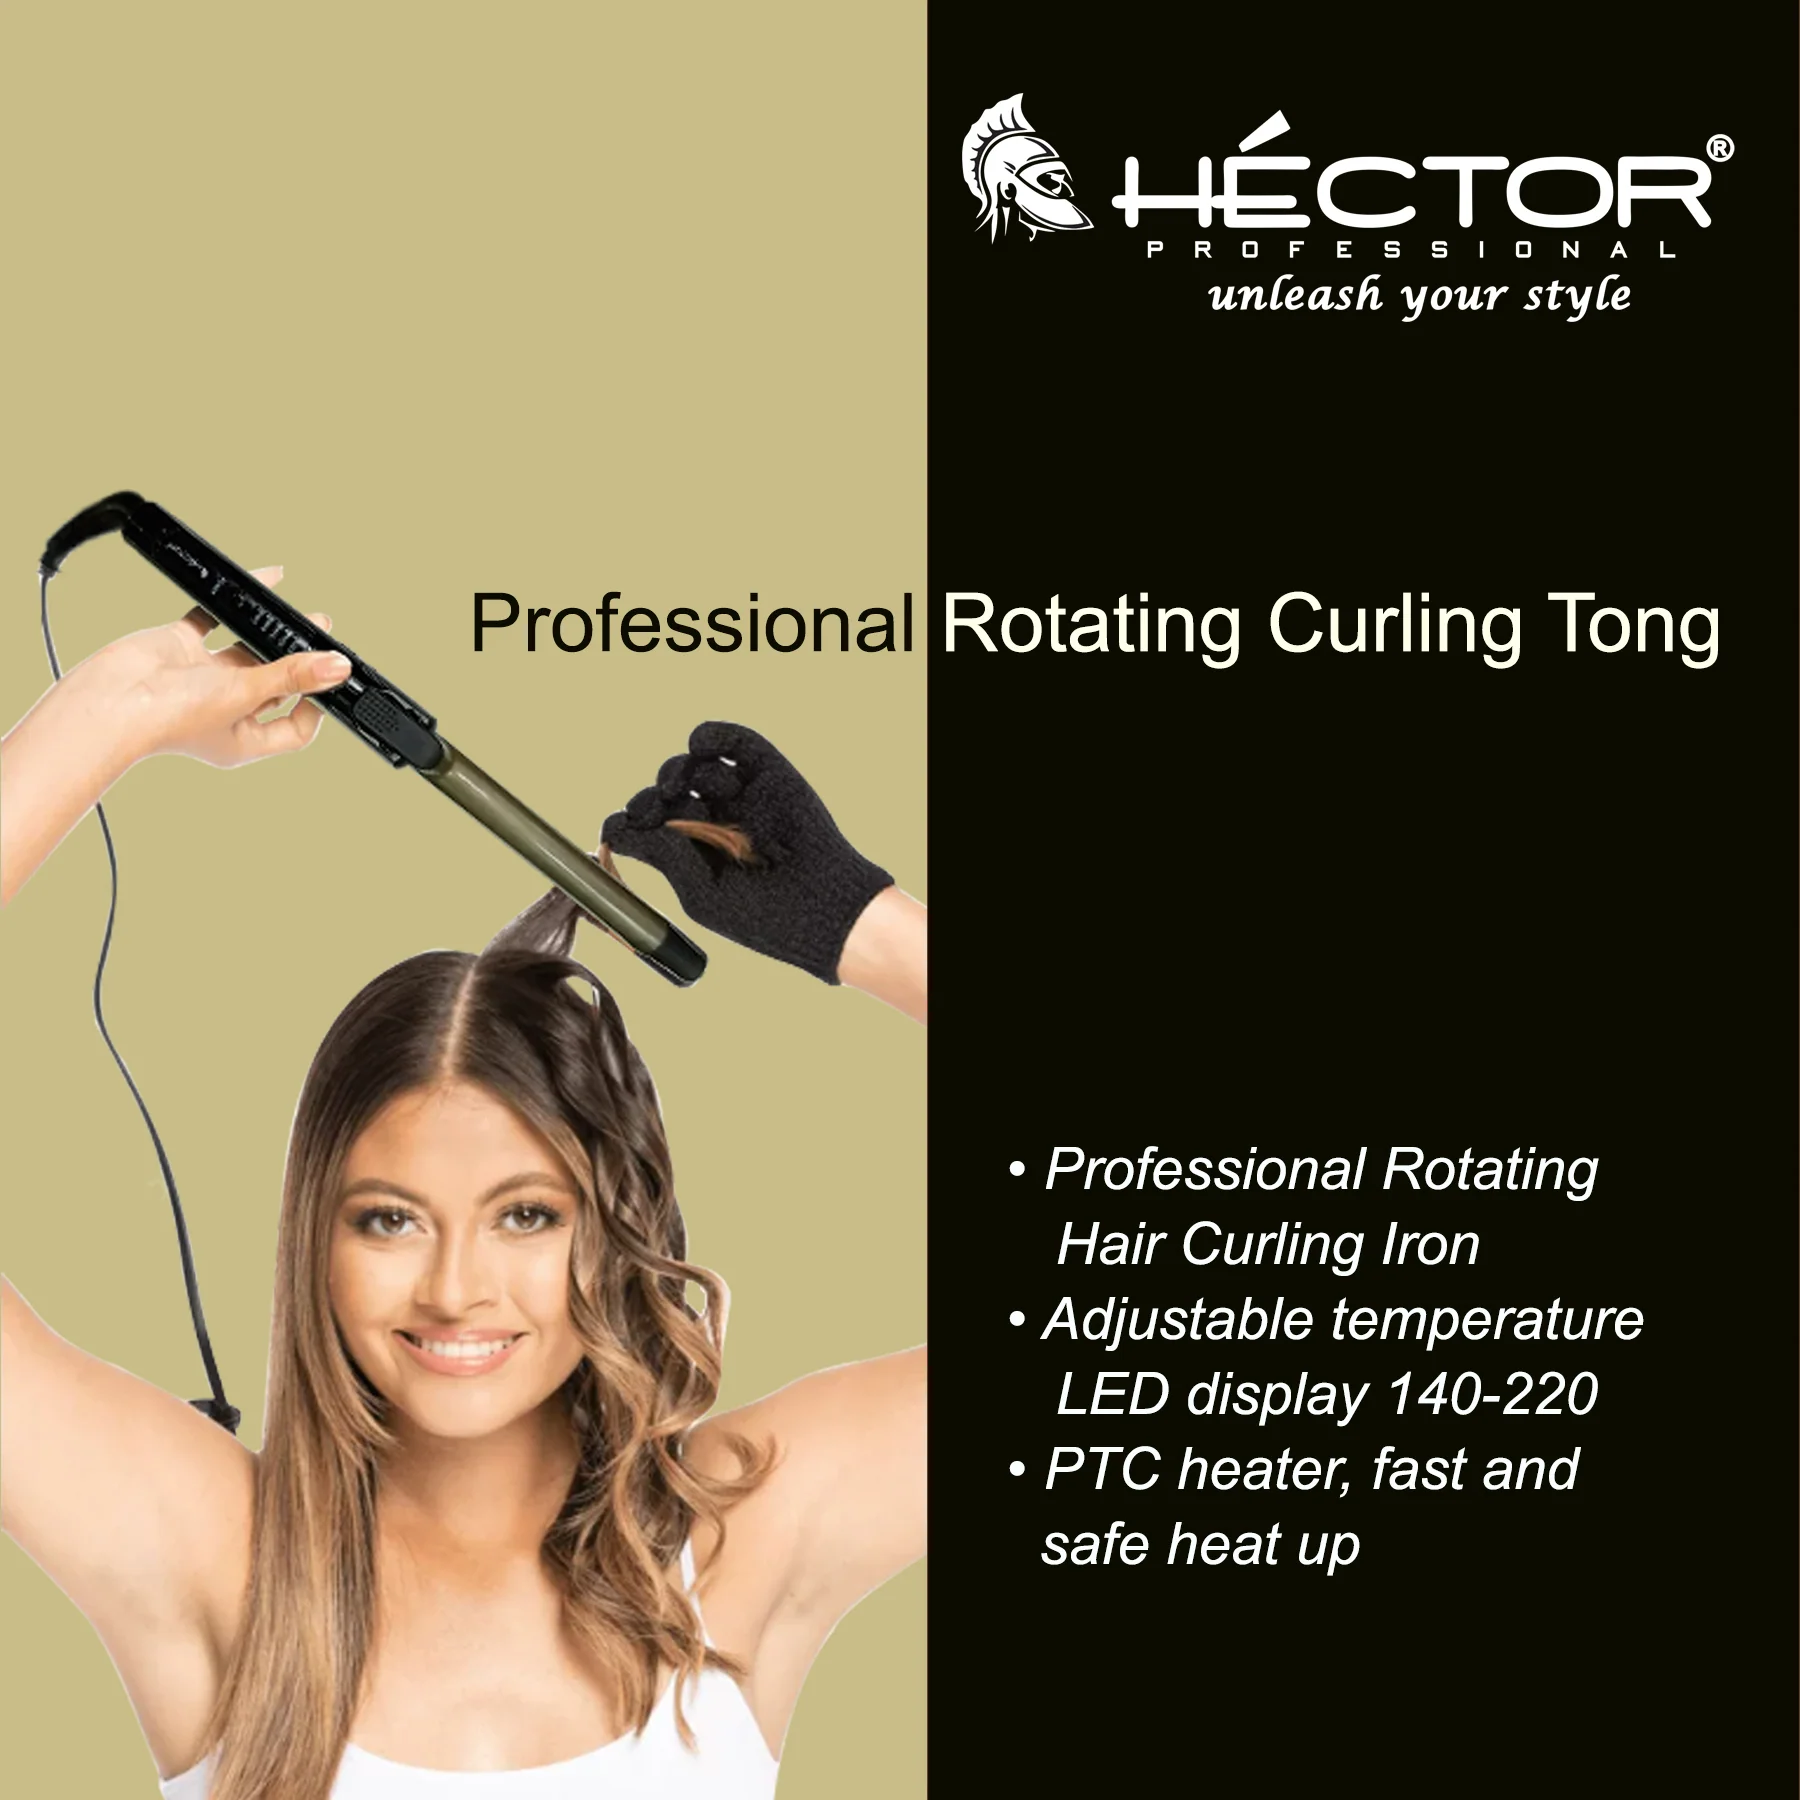 HÉCTOR®
PROFESSIONAL
unleash your style
Professional Rotating Curling Tong
• Professional Rotating
Hair Curling Iron
• Adjustable temperature
LED display 140-220
• PTC heater, fast and
safe heat up